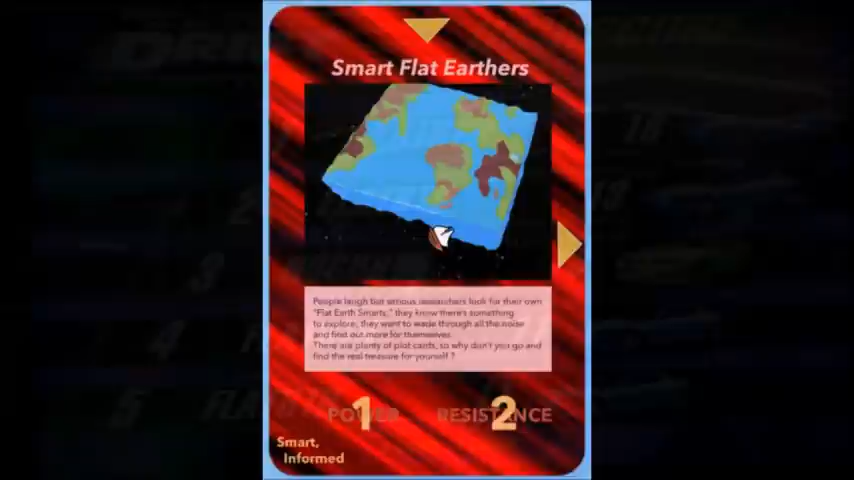 Smart Flat Earthers
People laugh but serious researchers look for their own
"Flat Earth Smarts," they know there's something
to explore, they want to wade through all the noise
and find out more for themselves.
There are plenty of plot cards, so why don't you go and
find the real treasure for yourself ?
POWER 1 RESISTANCE 2
Smart,
Informed